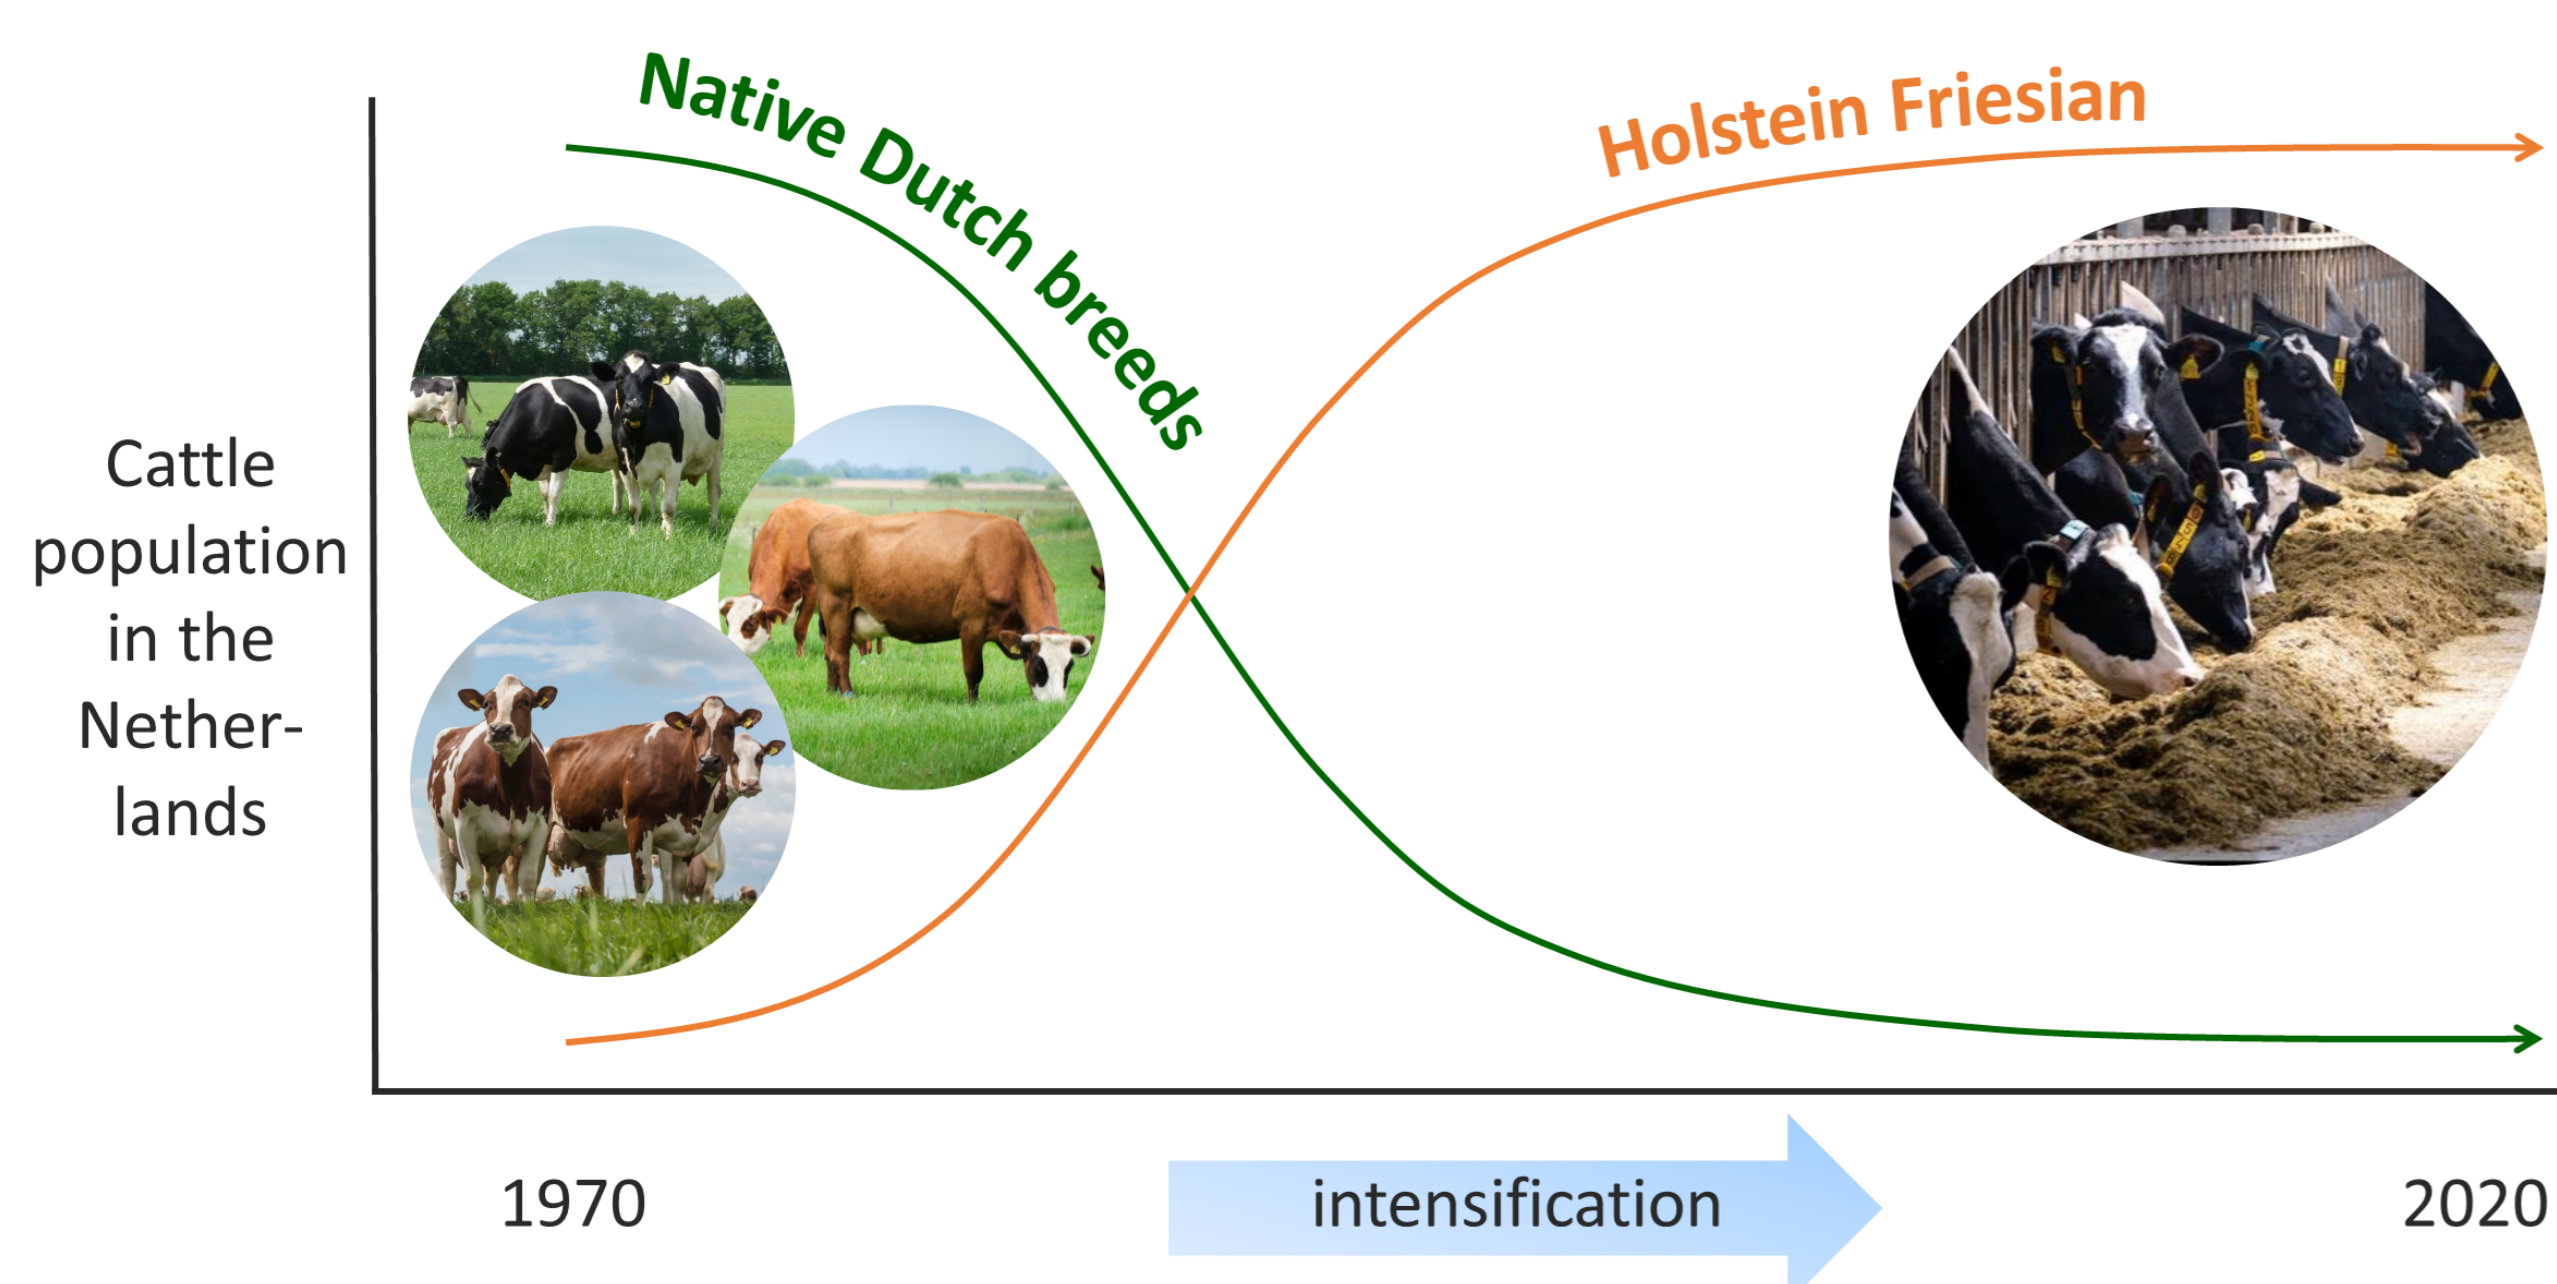 Native Dutch breeds
Holstein Friesian
Cattle
population
in the
Nether-
lands
1970
intensification
2020